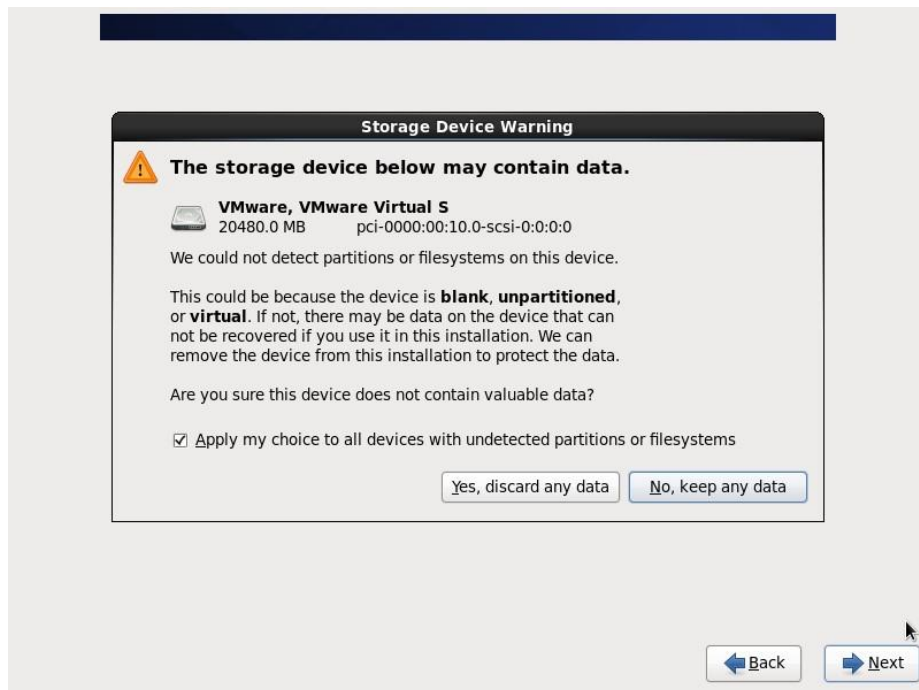 Storage Device Warning
The storage device below may contain data.
VMware, VMware Virtual S
20480.0 MB pci-0000:00:10.0-scsi-0:0:0:0
We could not detect partitions or filesystems on this device.
This could be because the device is blank, unpartitioned,
or virtual. If not, there may be data on the device that can
not be recovered if you use it in this installation. We can
remove the device from this installation to protect the data.
Are you sure this device does not contain valuable data?
Apply my choice to all devices with undetected partitions or filesystems
Yes, discard any data No, keep any data
Back Next